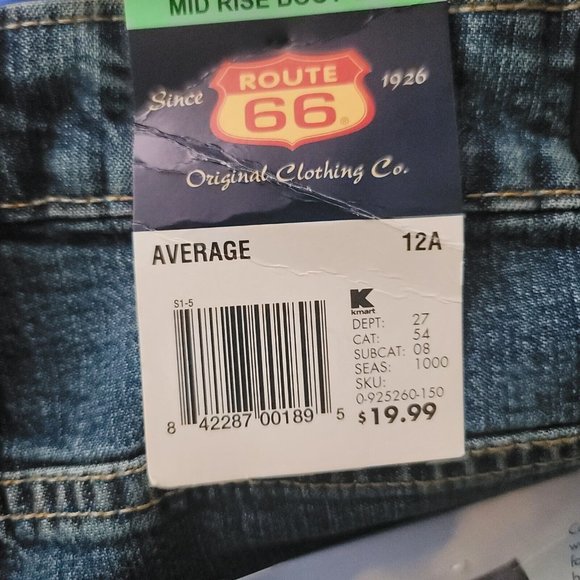 MID RISE BOOT
Since ROUTE 66® 1926
Original Clothing Co.
AVERAGE 12A
S1-5
K
kmart
DEPT: 27
CAT: 54
SUBCAT: 08
SEAS: 1000
SKU:
0-925260-150
8 42287 00189 5
$19.99